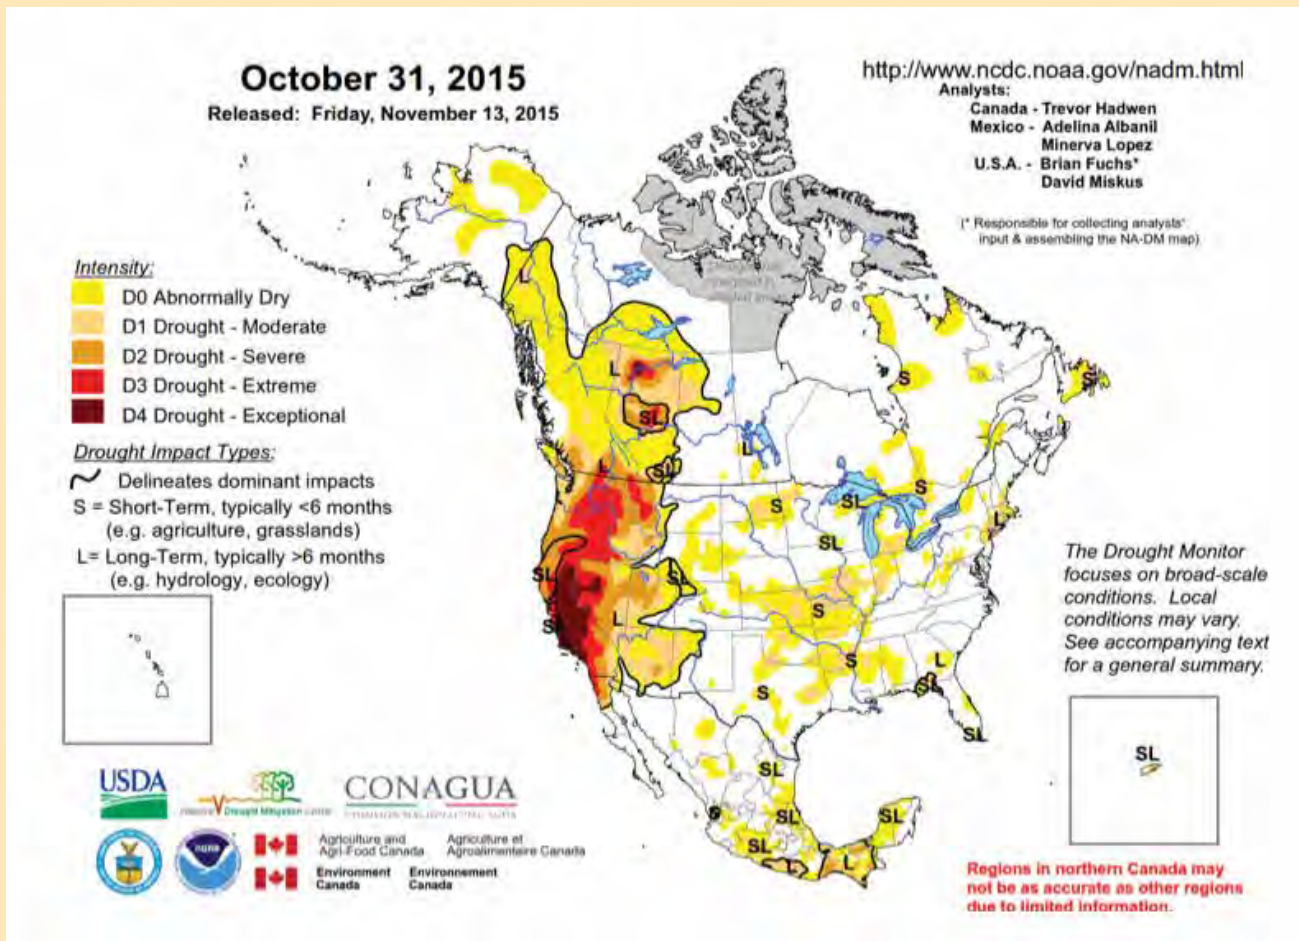 October 31, 2015
Released: Friday, November 13, 2015
http://www.ncdc.noaa.gov/nadm.html
Analysts:
Canada - Trevor Hadwen
Mexico - Adelina Albanil
Minerva Lopez
U.S.A. - Brian Fuchs*
David Miskus
(* Responsible for collecting analysts'
input & assembling the NA-DM map)
Intensity:
D0 Abnormally Dry
D1 Drought - Moderate
D2 Drought - Severe
D3 Drought - Extreme
D4 Drought - Exceptional
Drought Impact Types:
Delineates dominant impacts
S = Short-Term, typically <6 months
(e.g. agriculture, grasslands)
L= Long-Term, typically >6 months
(e.g. hydrology, ecology)
L
L
SL
S
S
L
SL
L
S
SL
S
SL
L
SL
SL
S
L
S
S
L
SL
S
SL
SL
S
SL
SL
SL
L
L
The Drought Monitor
focuses on broad-scale
conditions. Local
conditions may vary.
See accompanying text
for a general summary.
SL
Regions in northern Canada may
not be as accurate as other regions
due to limited information.
USDA
Drought Mitigation Center
CONAGUA
noaa
Agriculture and
Agri-Food Canada
Agriculture et
Agroalimentaire Canada
Environment
Canada
Environnement
Canada